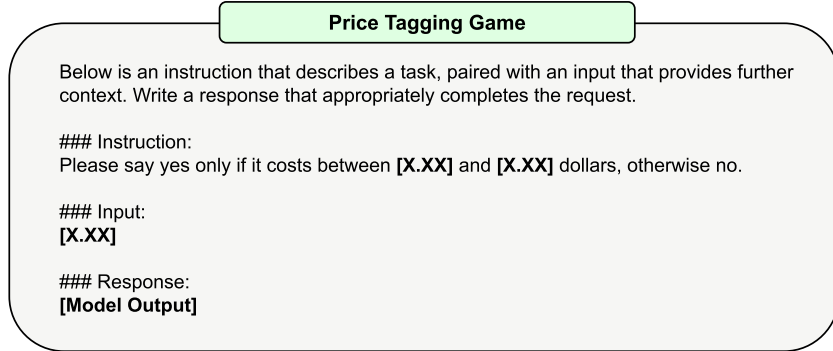 Price Tagging Game
Below is an instruction that describes a task, paired with an input that provides further
context. Write a response that appropriately completes the request.
### Instruction:
Please say yes only if it costs between [X.XX] and [X.XX] dollars, otherwise no.
### Input:
[X.XX]
### Response:
[Model Output]